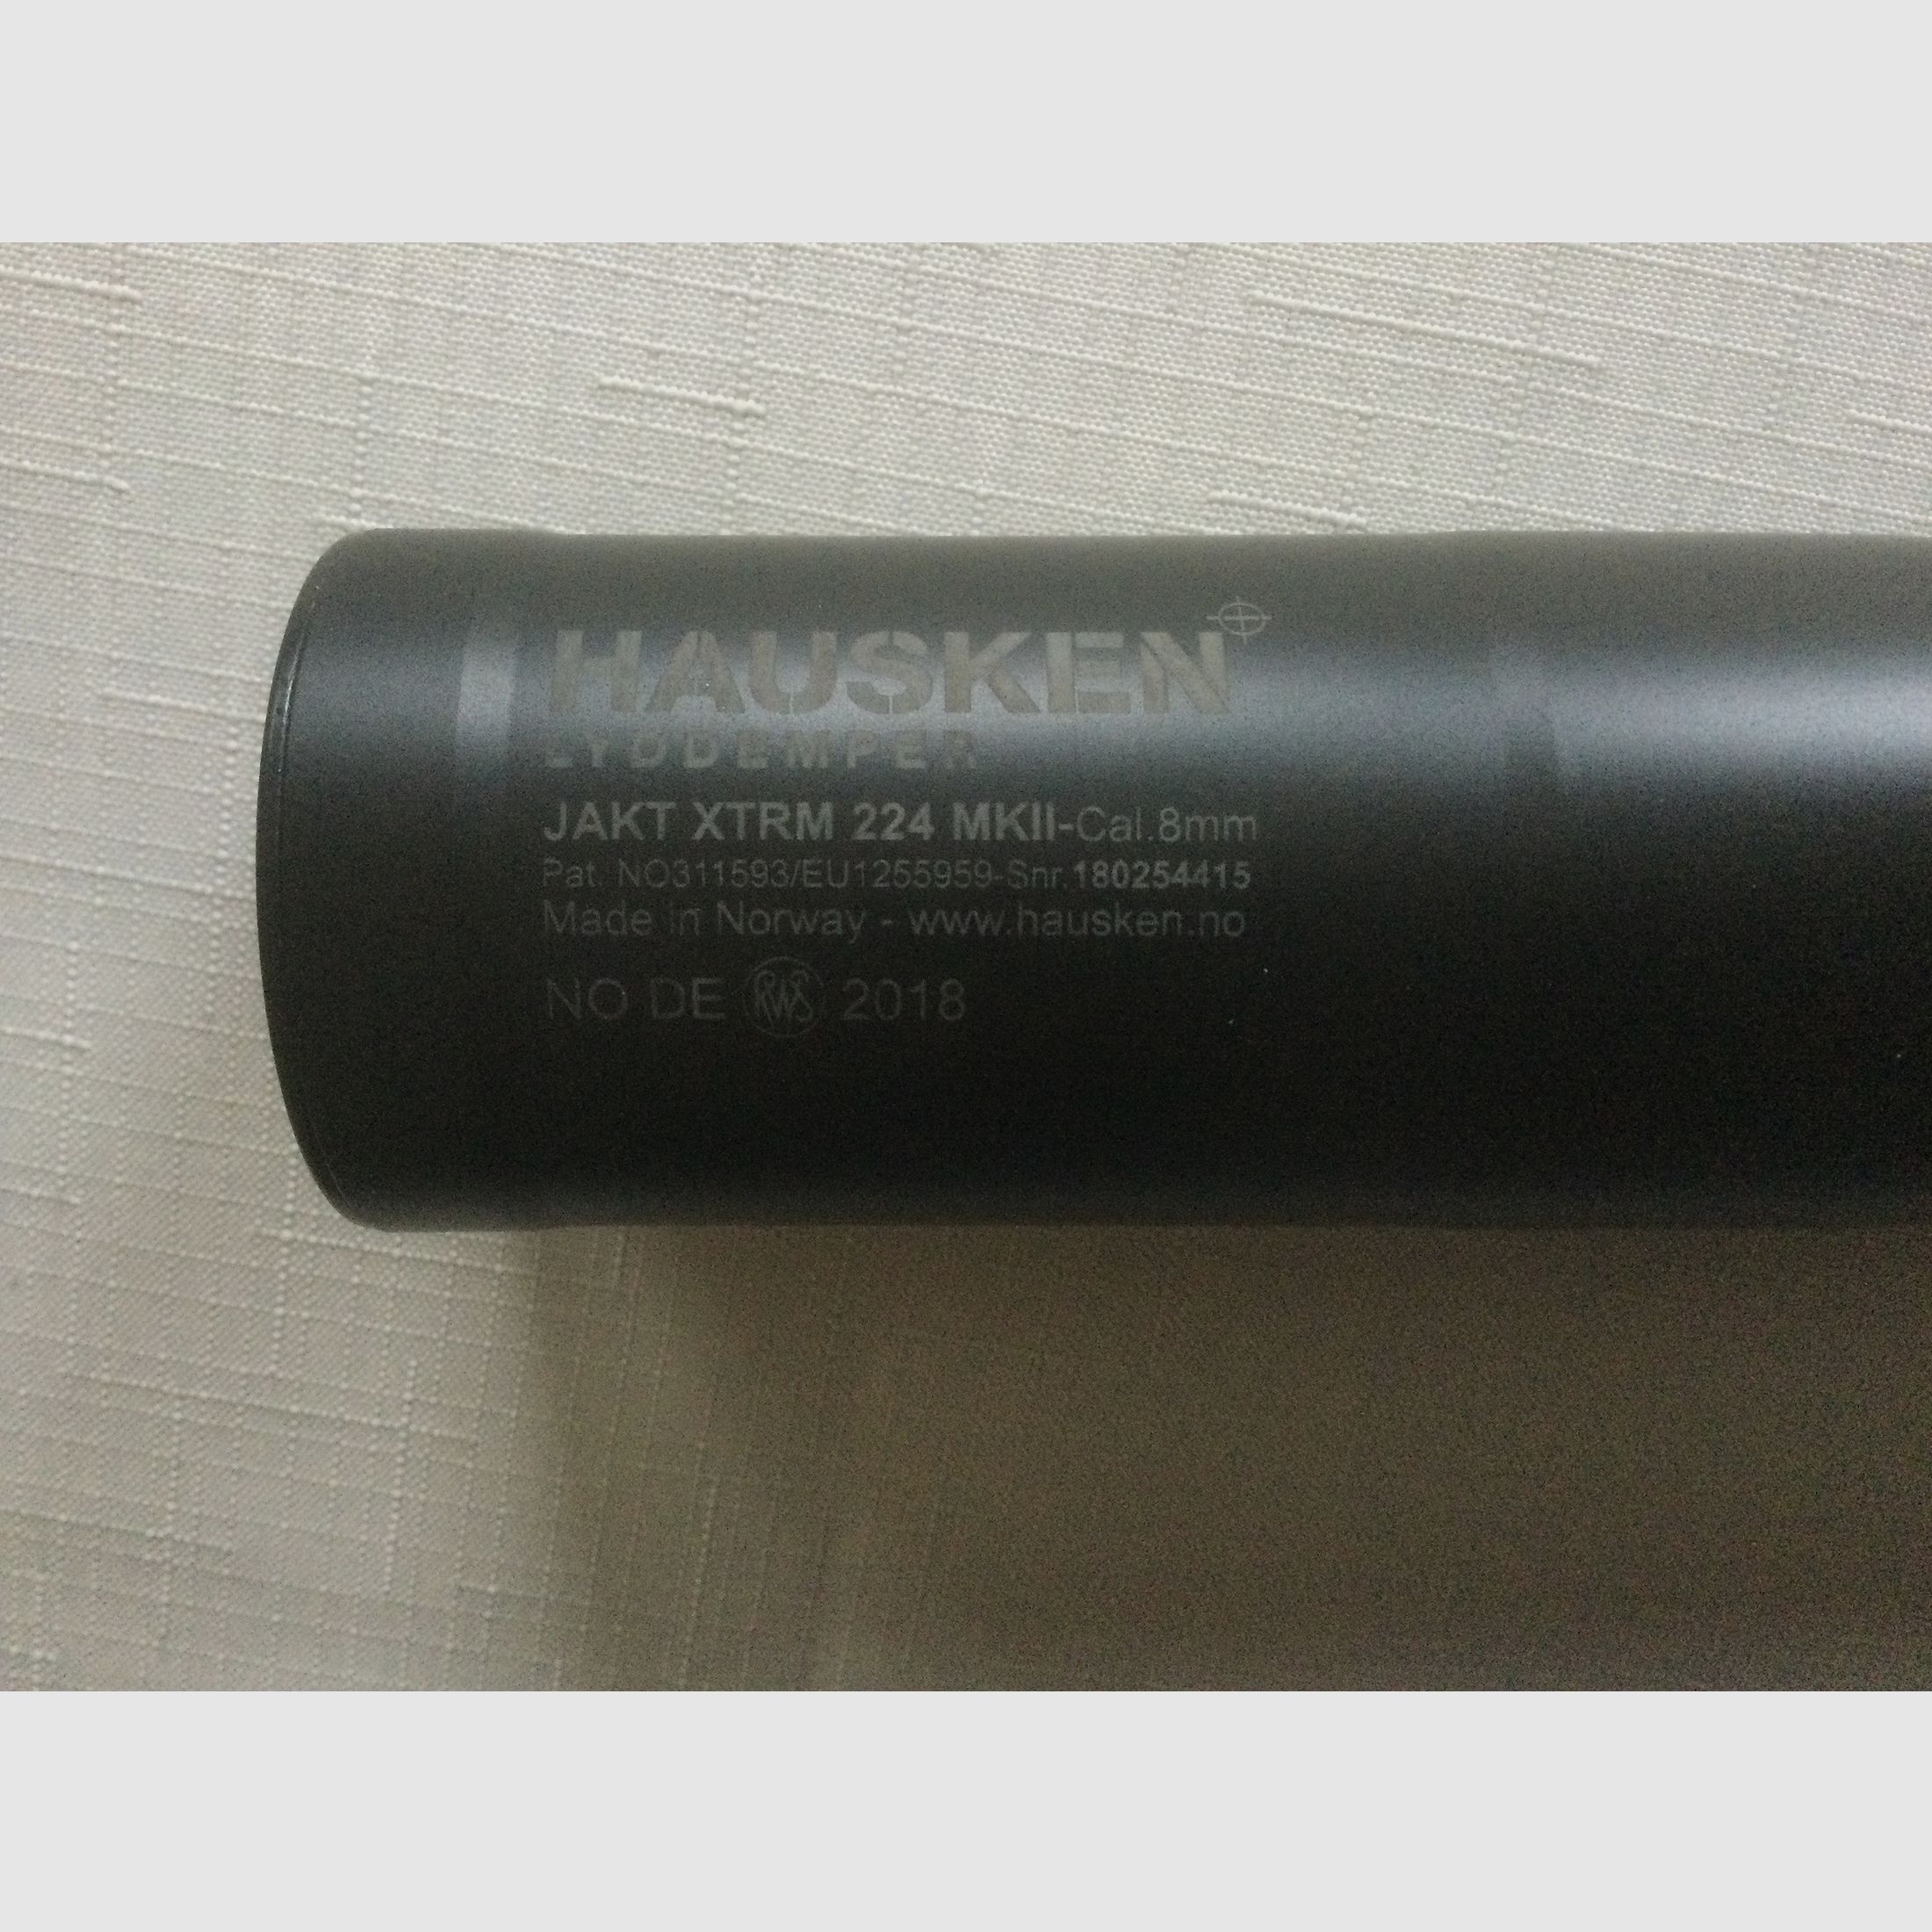 HAUSKEN
LYDDEMPER
JAKT XTRM 224 MKII-Cal.8mm
Pat. NO311593/EU1255959-Snr.180254415
Made in Norway - www.hausken.no
NO DE RWS 2018